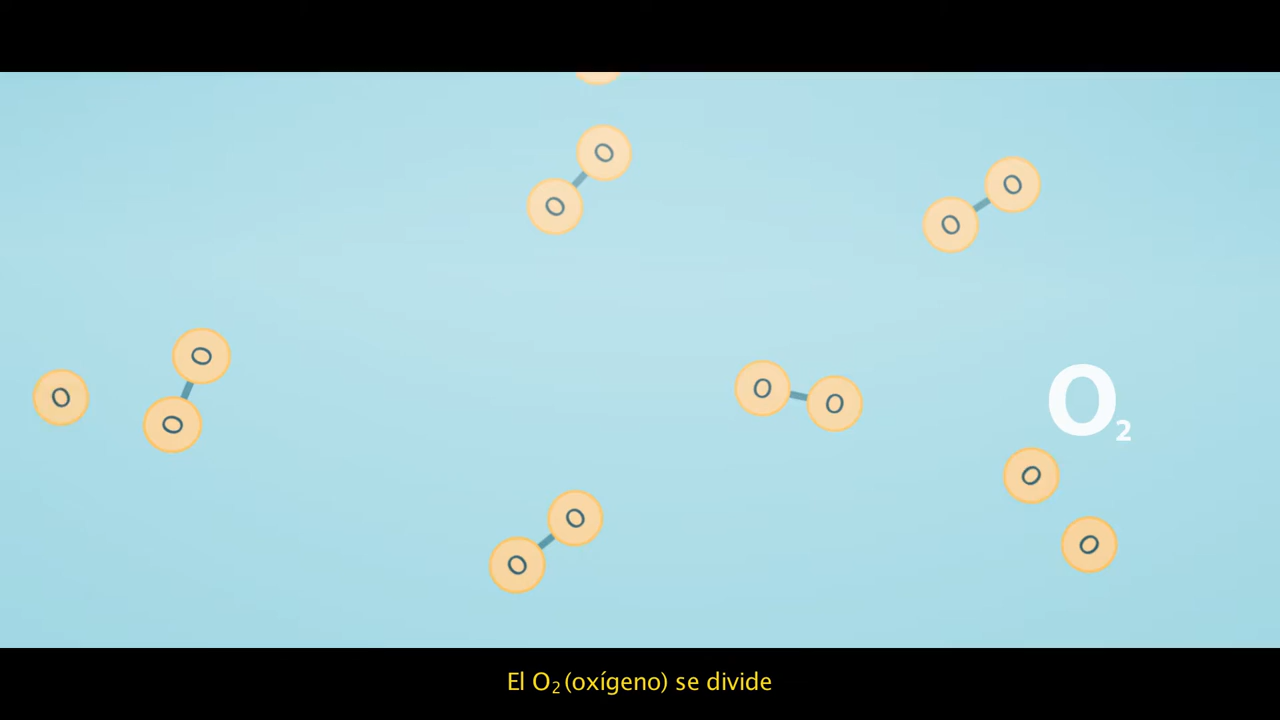 O O
O O
O O
O O
O O O
O₂
O
O O
O
El O₂ (oxígeno) se divide